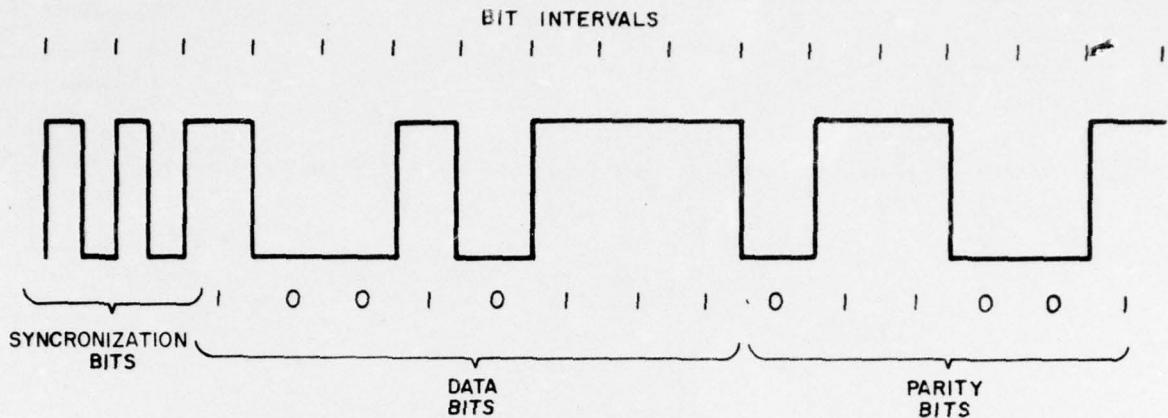 BIT INTERVALS
1 0 0 1 0 1 1 1 0 1 1 0 0 1
SYNCRONIZATION
BITS
DATA
BITS
PARITY
BITS